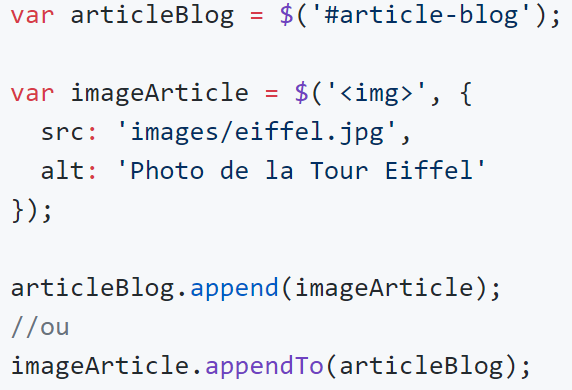 var articleBlog = $('#article-blog');
var imageArticle = $('<img>', {
  src: 'images/eiffel.jpg',
  alt: 'Photo de la Tour Eiffel'
});
articleBlog.append(imageArticle);
//ou
imageArticle.appendTo(articleBlog);